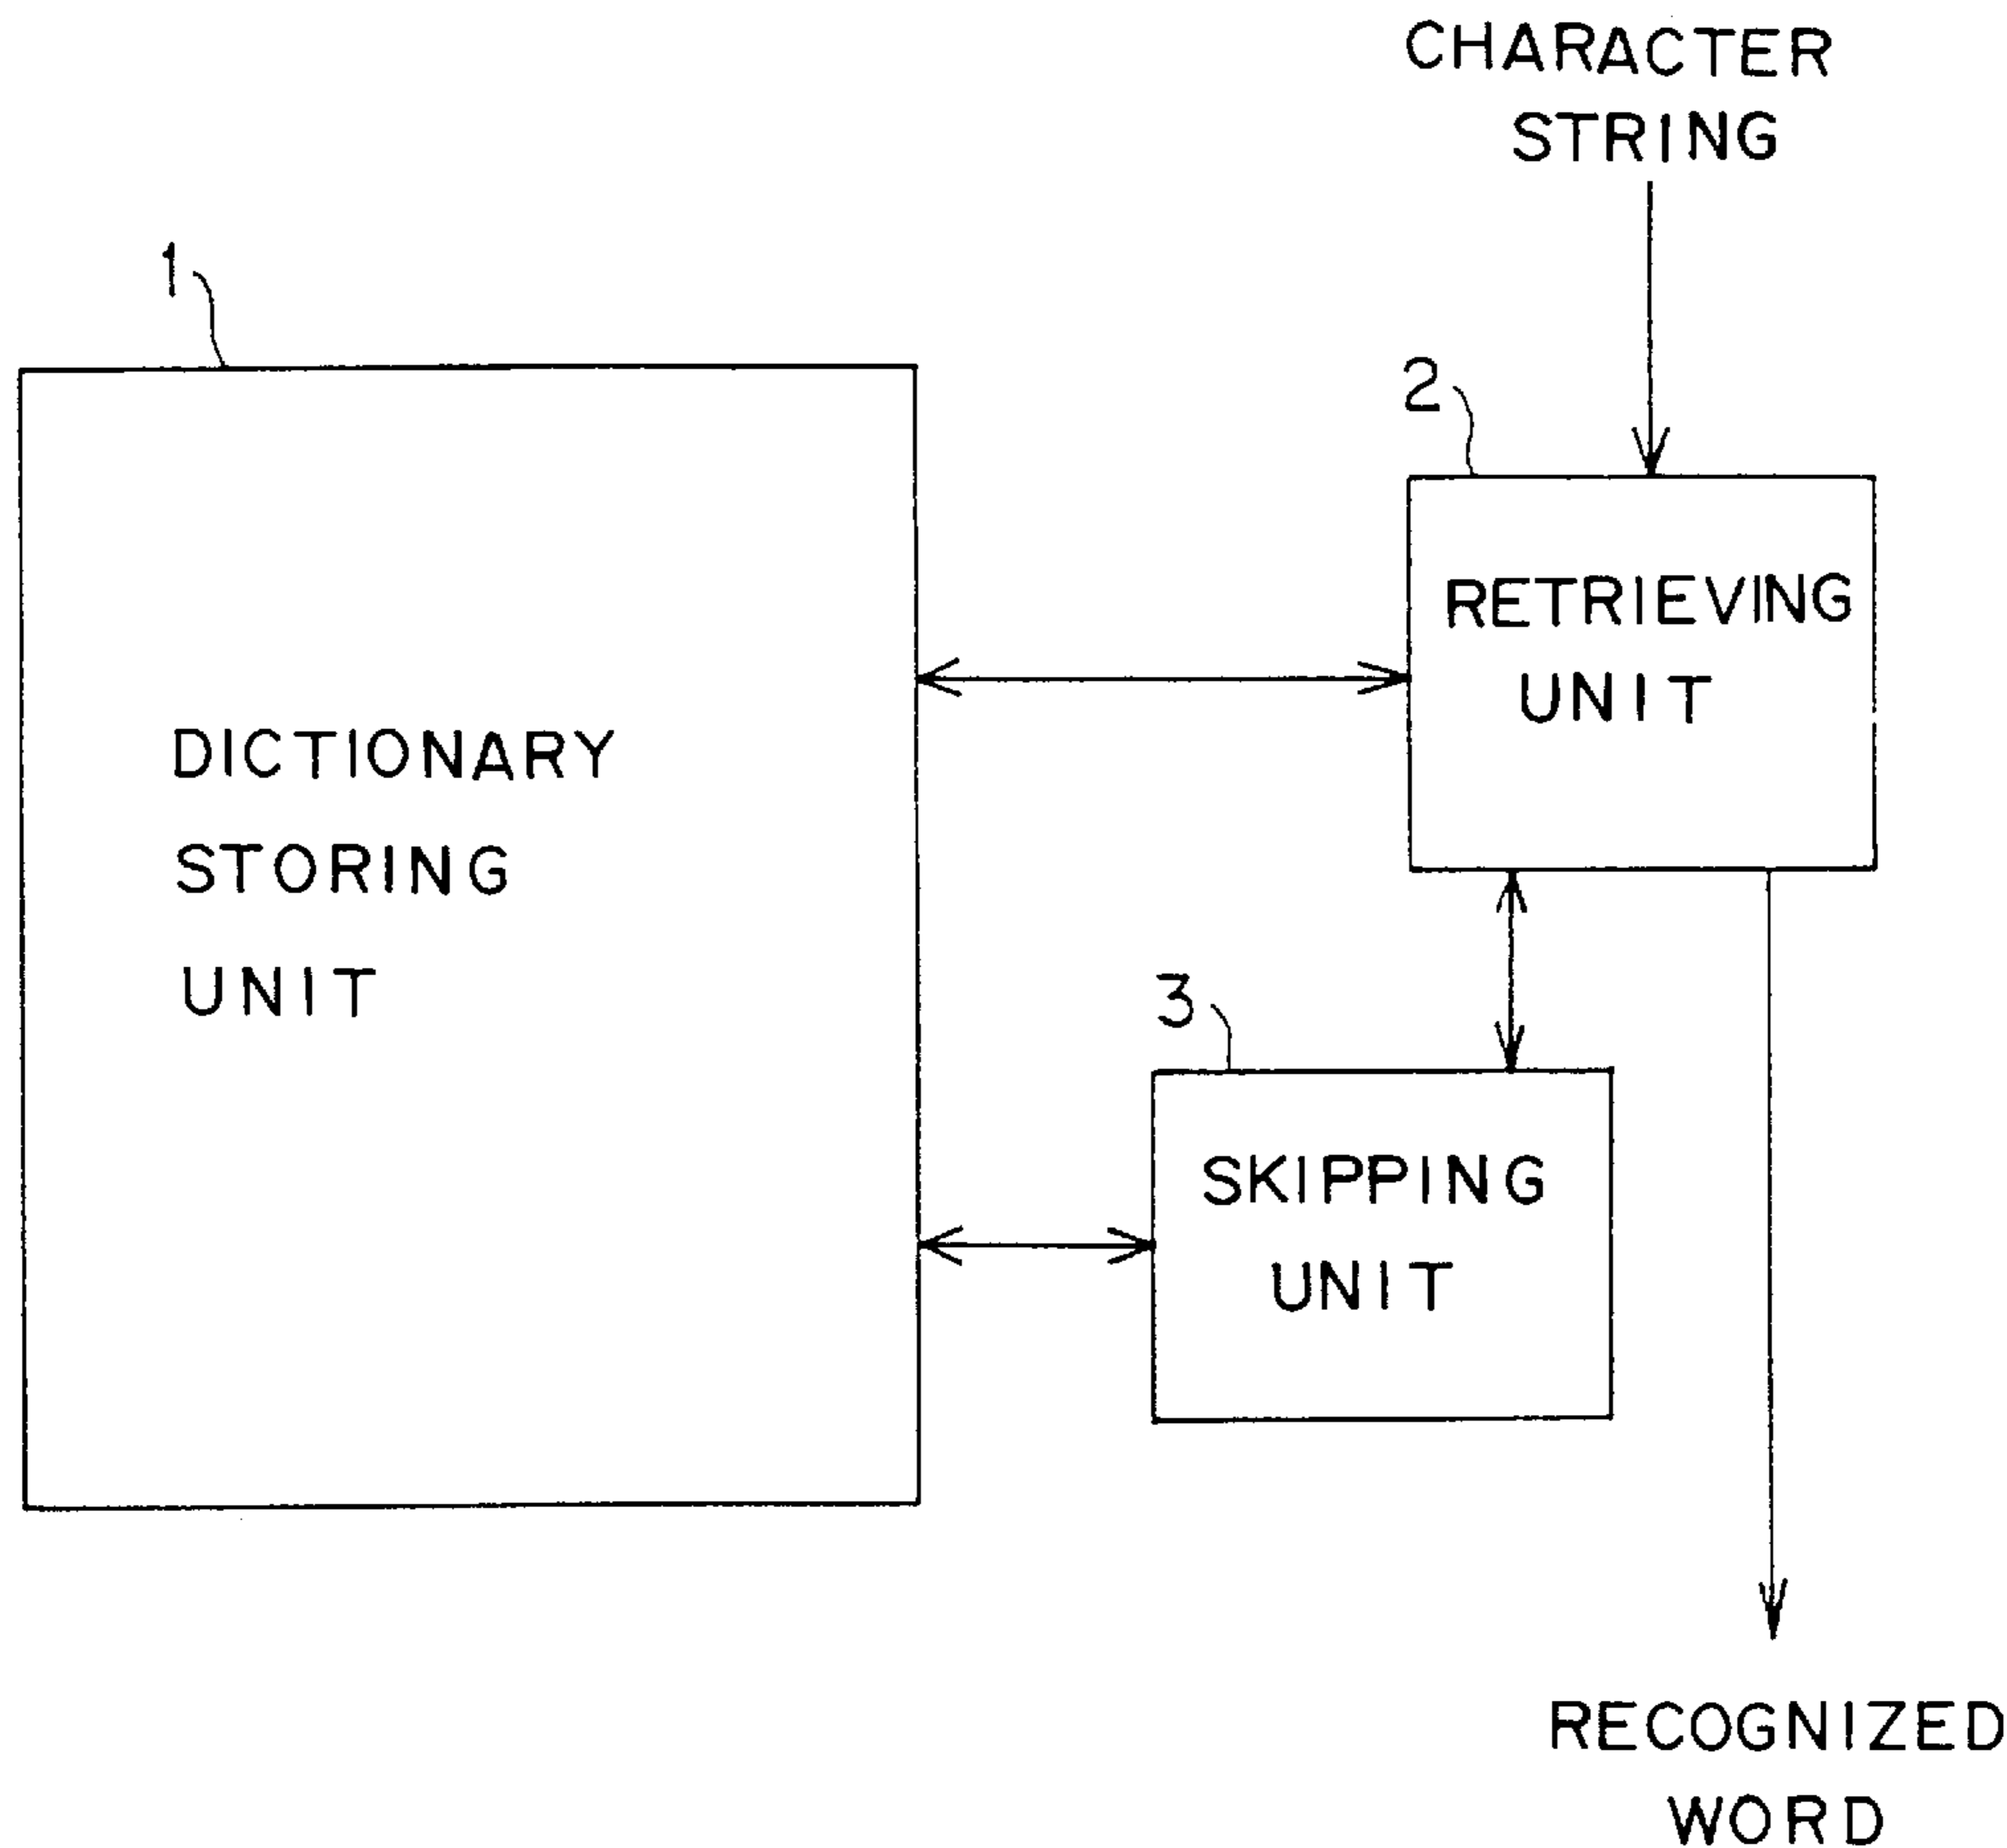 CHARACTER
STRING
1
2
RETRIEVING
UNIT
DICTIONARY
STORING
UNIT
3
SKIPPING
UNIT
RECOGNIZED
WORD